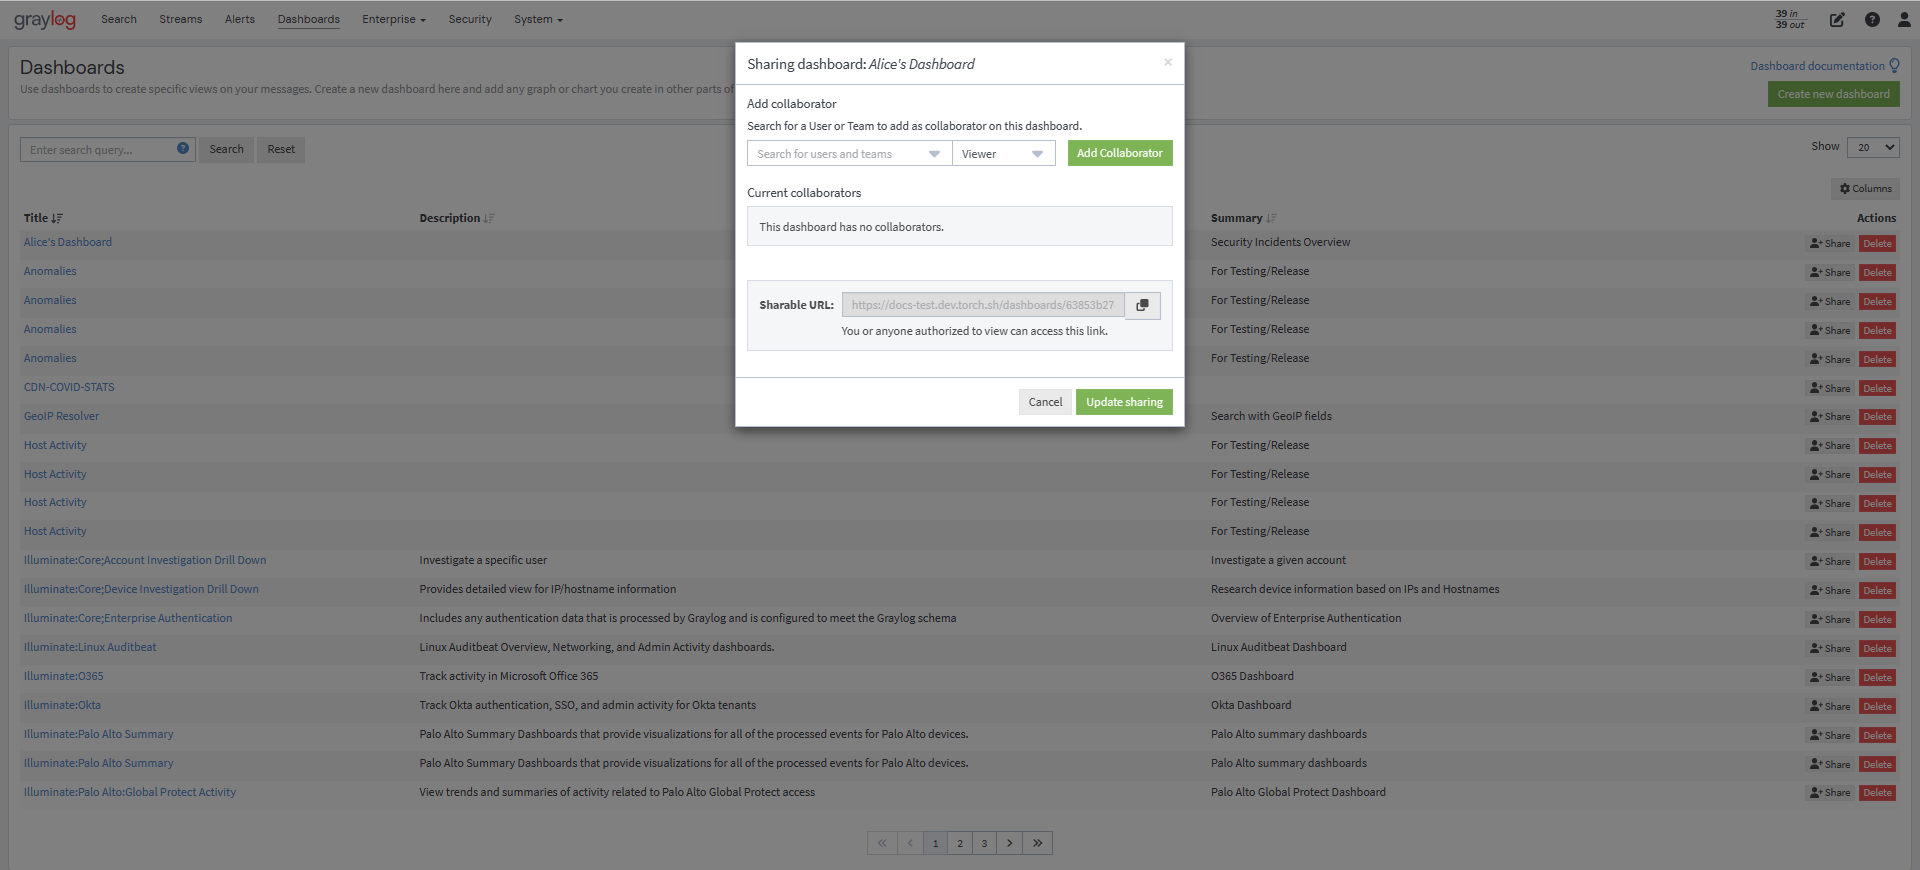 graylog Search Streams Alerts Dashboards Enterprise Security System 39 in
39 out
Sharing dashboard: Alice's Dashboard ×
Dashboards
Use dashboards to create specific views on your messages. Create a new dashboard here and add any graph or chart you create in other parts of
Dashboard documentation
Create new dashboard
Add collaborator
Search for a User or Team to add as collaborator on this dashboard.
Search for users and teams Viewer Add Collaborator
Enter search query... ? Search Reset
Show 20
Columns
Current collaborators
This dashboard has no collaborators.
Sharable URL: https://docs-test.dev.torch.sh/dashboards/63853b27
You or anyone authorized to view can access this link.
Cancel Update sharing
Title Description Summary Actions
Alice's Dashboard Security Incidents Overview Share Delete
Anomalies For Testing/Release Share Delete
Anomalies For Testing/Release Share Delete
Anomalies For Testing/Release Share Delete
Anomalies For Testing/Release Share Delete
CDN-COVID-STATS Share Delete
GeoIP Resolver Search with GeoIP fields Share Delete
Host Activity For Testing/Release Share Delete
Host Activity For Testing/Release Share Delete
Host Activity For Testing/Release Share Delete
Host Activity For Testing/Release Share Delete
Illuminate:Core;Account Investigation Drill Down Investigate a specific user Investigate a given account Share Delete
Illuminate:Core;Device Investigation Drill Down Provides detailed view for IP/hostname information Research device information based on IPs and Hostnames Share Delete
Illuminate:Core;Enterprise Authentication Includes any authentication data that is processed by Graylog and is configured to meet the Graylog schema Overview of Enterprise Authentication Share Delete
Illuminate:Linux Auditbeat Linux Auditbeat Overview, Networking, and Admin Activity dashboards. Linux Auditbeat Dashboard Share Delete
Illuminate:O365 Track activity in Microsoft Office 365 O365 Dashboard Share Delete
Illuminate:Okta Track Okta authentication, SSO, and admin activity for Okta tenants Okta Dashboard Share Delete
Illuminate:Palo Alto Summary Palo Alto Summary Dashboards that provide visualizations for all of the processed events for Palo Alto devices. Palo Alto summary dashboards Share Delete
Illuminate:Palo Alto Summary Palo Alto Summary Dashboards that provide visualizations for all of the processed events for Palo Alto devices. Palo Alto summary dashboards Share Delete
Illuminate:Palo Alto:Global Protect Activity View trends and summaries of activity related to Palo Alto Global Protect access Palo Alto Global Protect Dashboard Share Delete
« ‹ 1 2 3 › »